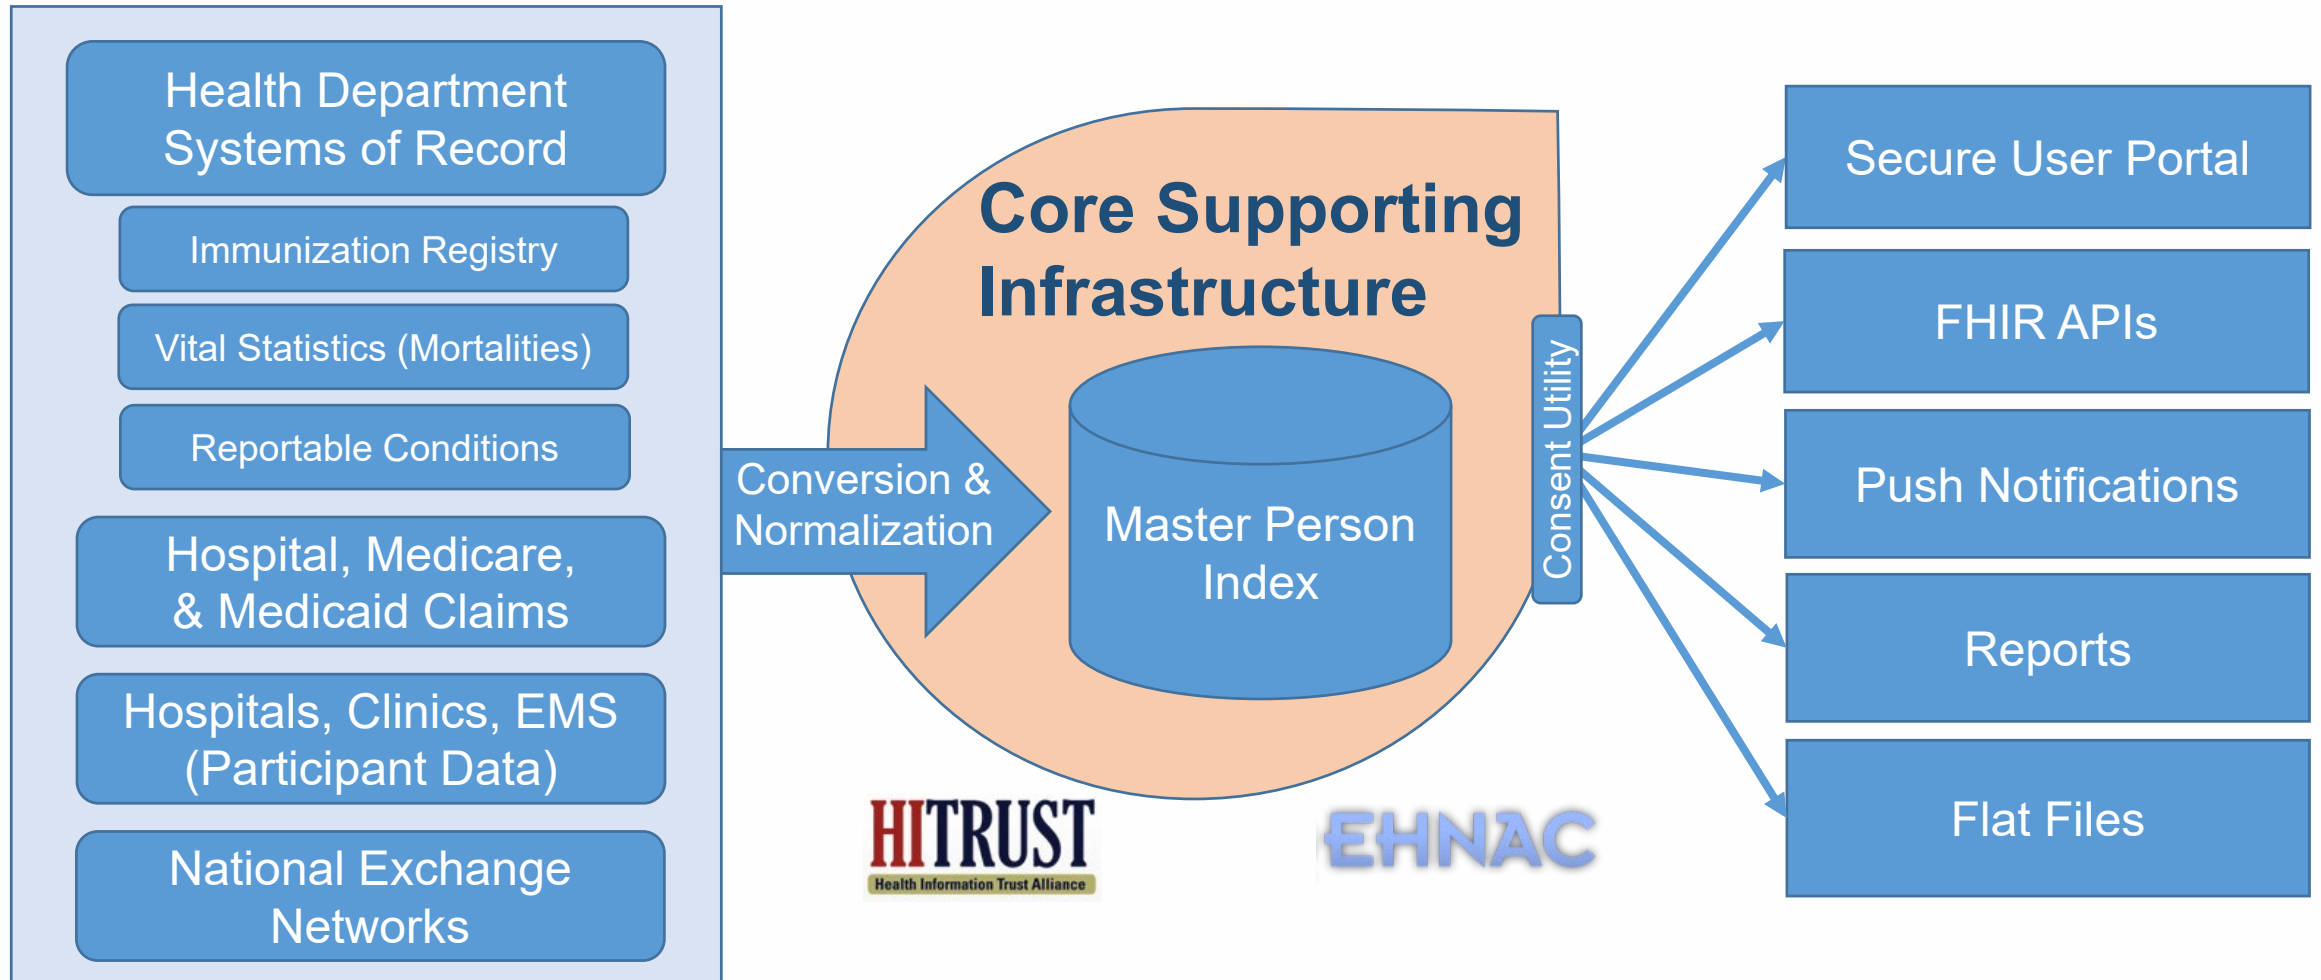 Health Department
Systems of Record
Immunization Registry
Vital Statistics (Mortalities)
Reportable Conditions
Hospital, Medicare,
& Medicaid Claims
Hospitals, Clinics, EMS
(Participant Data)
National Exchange
Networks
Conversion &
Normalization
Core Supporting
Infrastructure
Master Person
Index
Consent Utility
HITRUST
Health Information Trust Alliance
EHNAC
Secure User Portal
FHIR APIs
Push Notifications
Reports
Flat Files